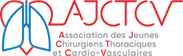 AJCTCV
Association des Jeunes
Chirurgiens Thoraciques
et Cardio-Vasculaires